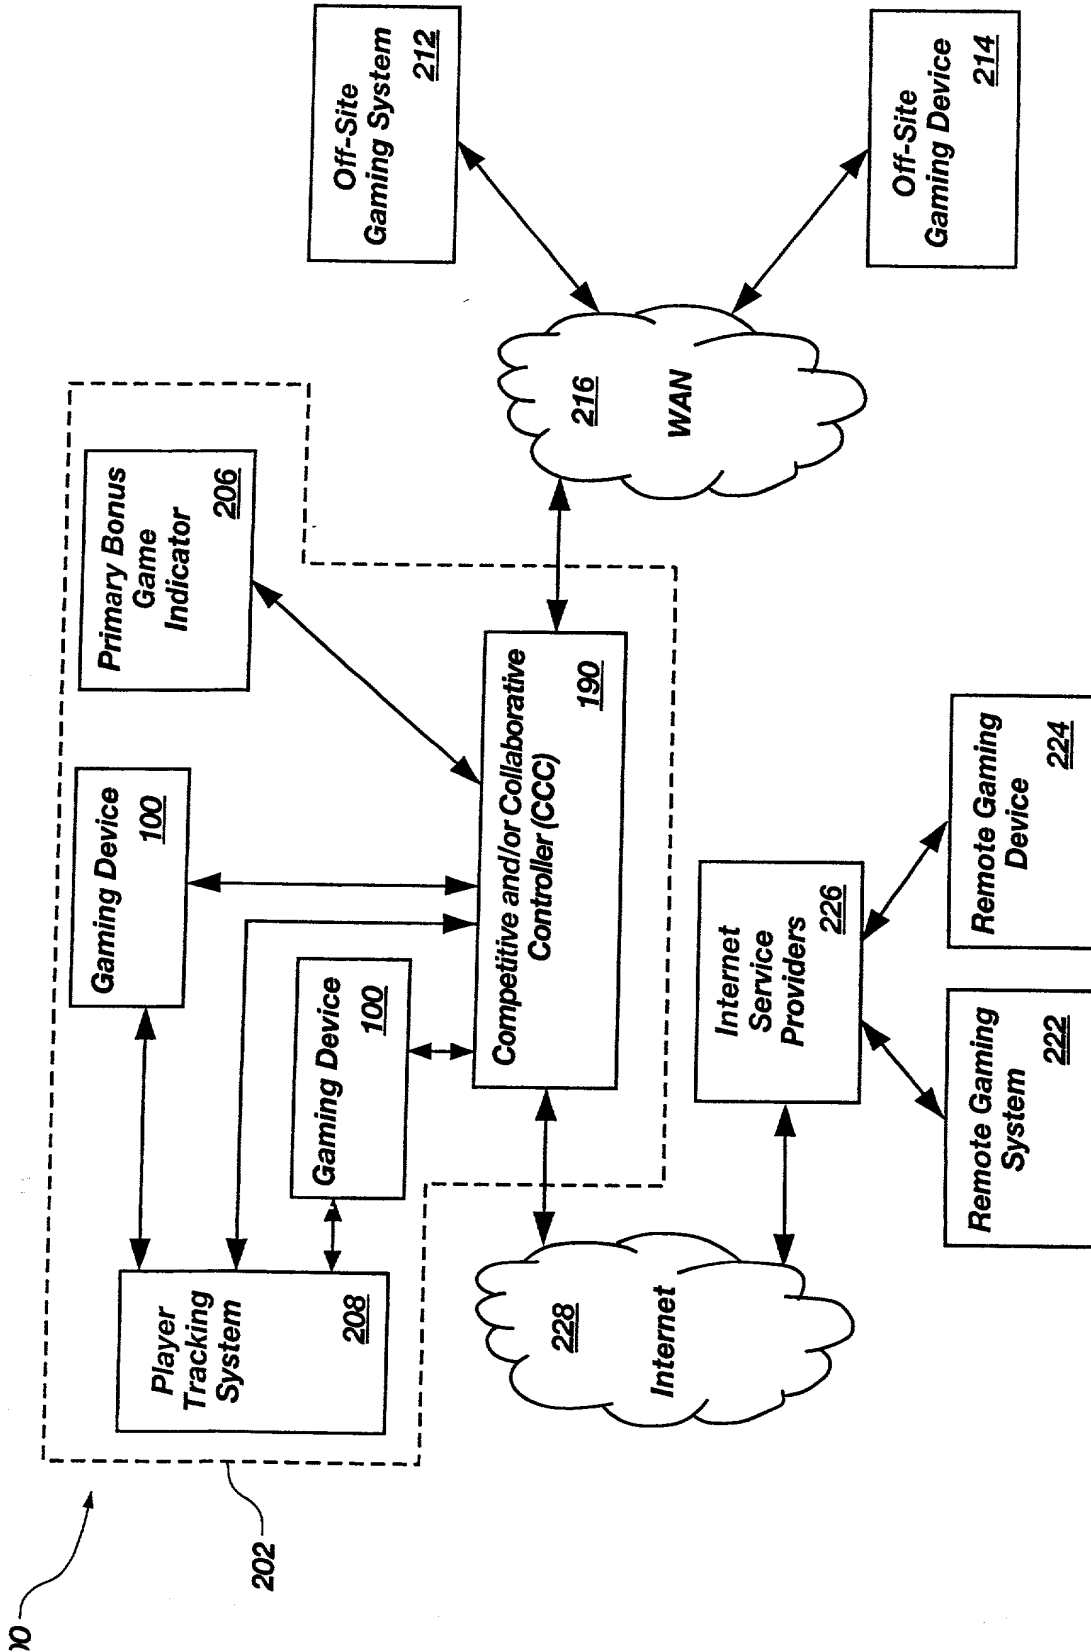 00
202
Player
Tracking
System
208
Gaming Device
100
Gaming Device
100
Primary Bonus
Game
Indicator
206
Competitive and/or Collaborative
Controller (CCC)
190
228
Internet
216
WAN
Off-Site
Gaming System
212
Off-Site
Gaming Device
214
Internet
Service
Providers
226
Remote Gaming
System
222
Remote Gaming
Device
224